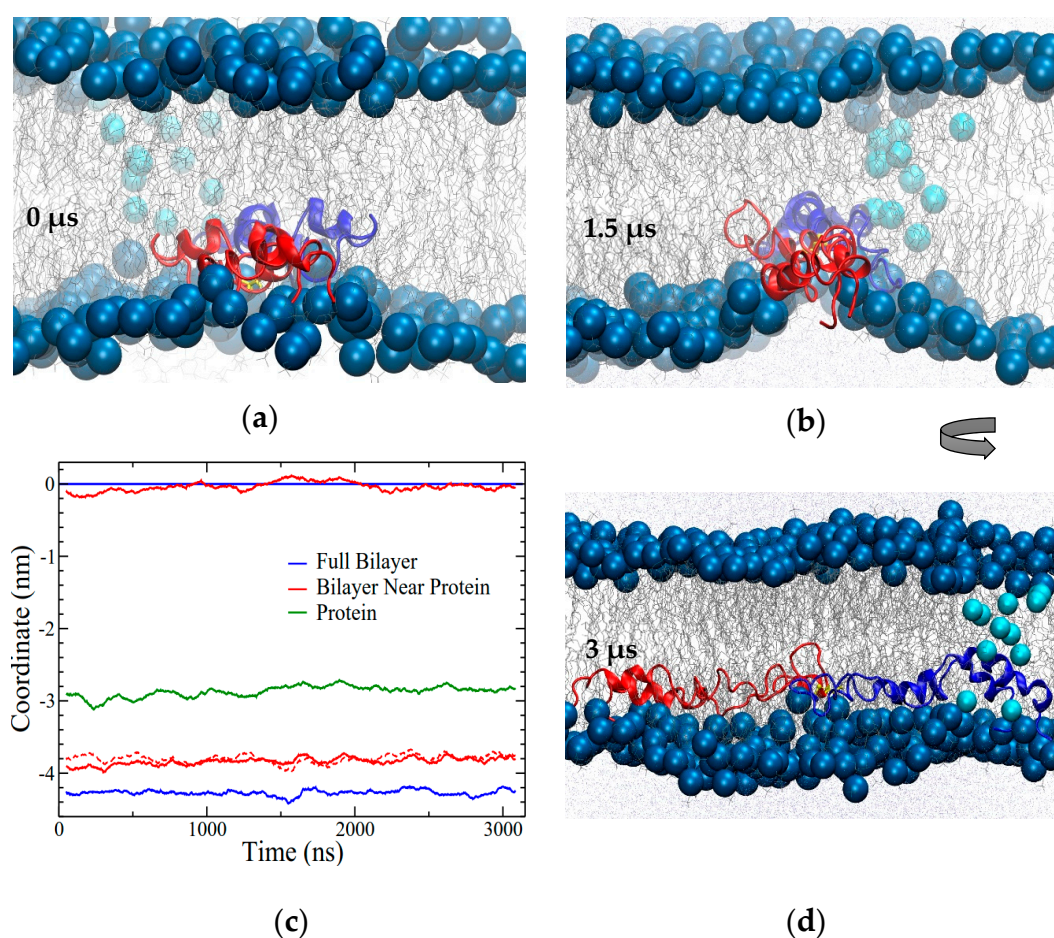 0 µs
1.5 µs
(a)
(b)
0
-1
-2
-3
-4
Coordinate (nm)
Full Bilayer
Bilayer Near Protein
Protein
0
1000
2000
3000
Time (ns)
3 µs
(c)
(d)